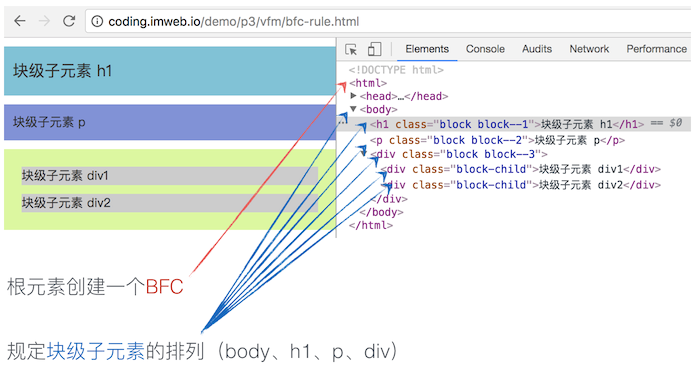 coding.imweb.io/demo/p3/vfm/bfc-rule.html
块级子元素 h1
块级子元素 p
块级子元素 div1
块级子元素 div2
Elements Console Audits Network Performance
<!DOCTYPE html>
<html>
<head>…</head>
<body>
<h1 class="block block--1">块级子元素 h1</h1> == $0
<p class="block block--2">块级子元素 p</p>
<div class="block block--3">
<div class="block-child">块级子元素 div1</div>
<div class="block-child">块级子元素 div2</div>
</div>
</body>
</html>
根元素创建一个BFC
规定块级子元素的排列（body、h1、p、div）